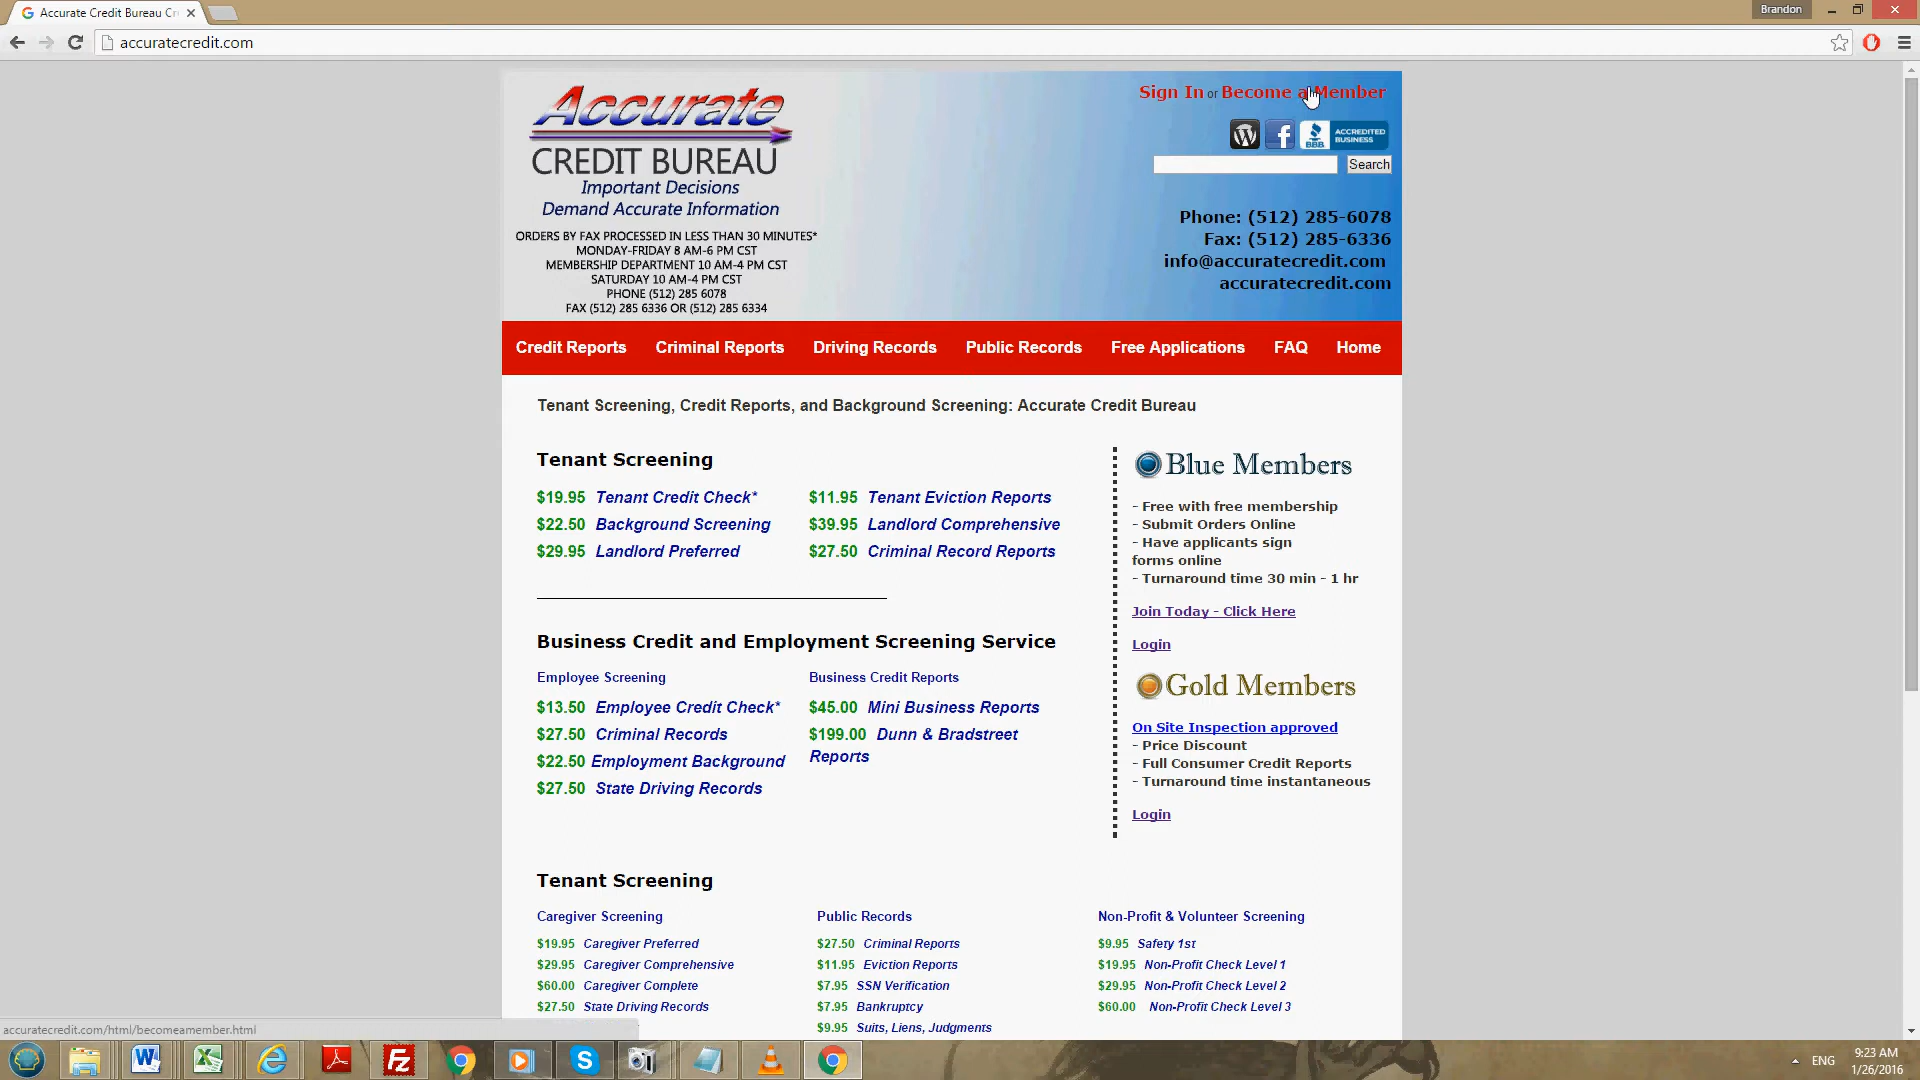 Accurate Credit Bureau Cr
Brandon
accuratecredit.com
Accurate
CREDIT BUREAU
Important Decisions
Demand Accurate Information
ORDERS BY FAX PROCESSED IN LESS THAN 30 MINUTES*
MONDAY-FRIDAY 8 AM-6 PM CST
MEMBERSHIP DEPARTMENT 10 AM-4 PM CST
SATURDAY 10 AM-4 PM CST
PHONE (512) 285 6078
FAX (512) 285 6336 OR (512) 285 6334
Sign In or Become a Member
BBB ACCREDITED BUSINESS
Search
Phone: (512) 285-6078
Fax: (512) 285-6336
info@accuratecredit.com
accuratecredit.com
Credit Reports Criminal Reports Driving Records Public Records Free Applications FAQ Home
Tenant Screening, Credit Reports, and Background Screening: Accurate Credit Bureau
Tenant Screening
$19.95 Tenant Credit Check* $11.95 Tenant Eviction Reports
$22.50 Background Screening $39.95 Landlord Comprehensive
$29.95 Landlord Preferred $27.50 Criminal Record Reports
Business Credit and Employment Screening Service
Employee Screening Business Credit Reports
$13.50 Employee Credit Check* $45.00 Mini Business Reports
$27.50 Criminal Records $199.00 Dunn & Bradstreet
Reports
$22.50 Employment Background
$27.50 State Driving Records
Blue Members
- Free with free membership
- Submit Orders Online
- Have applicants sign
forms online
- Turnaround time 30 min - 1 hr
Join Today - Click Here
Login
Gold Members
On Site Inspection approved
- Price Discount
- Full Consumer Credit Reports
- Turnaround time instantaneous
Login
Tenant Screening
Caregiver Screening Public Records Non-Profit & Volunteer Screening
$19.95 Caregiver Preferred $27.50 Criminal Reports $9.95 Safety 1st
$29.95 Caregiver Comprehensive $11.95 Eviction Reports $19.95 Non-Profit Check Level 1
$60.00 Caregiver Complete $7.95 SSN Verification $29.95 Non-Profit Check Level 2
$27.50 State Driving Records $7.95 Bankruptcy $60.00 Non-Profit Check Level 3
$9.95 Suits, Liens, Judgments
accuratecredit.com/html/becomeamember.html
ENG
9:23 AM
1/26/2016